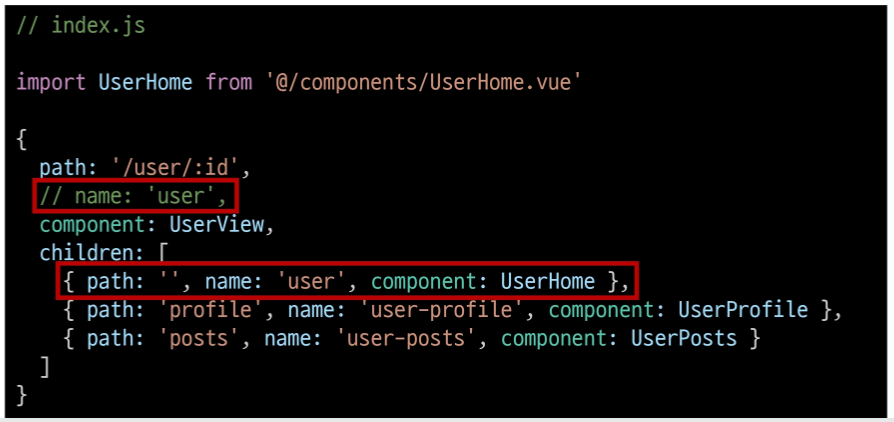 // index.js
import UserHome from '@/components/UserHome.vue'
{
path: '/user/:id',
// name: 'user',
component: UserView,
children: [
{ path: '', name: 'user', component: UserHome },
{ path: 'profile', name: 'user-profile', component: UserProfile },
{ path: 'posts', name: 'user-posts', component: UserPosts }
]
}